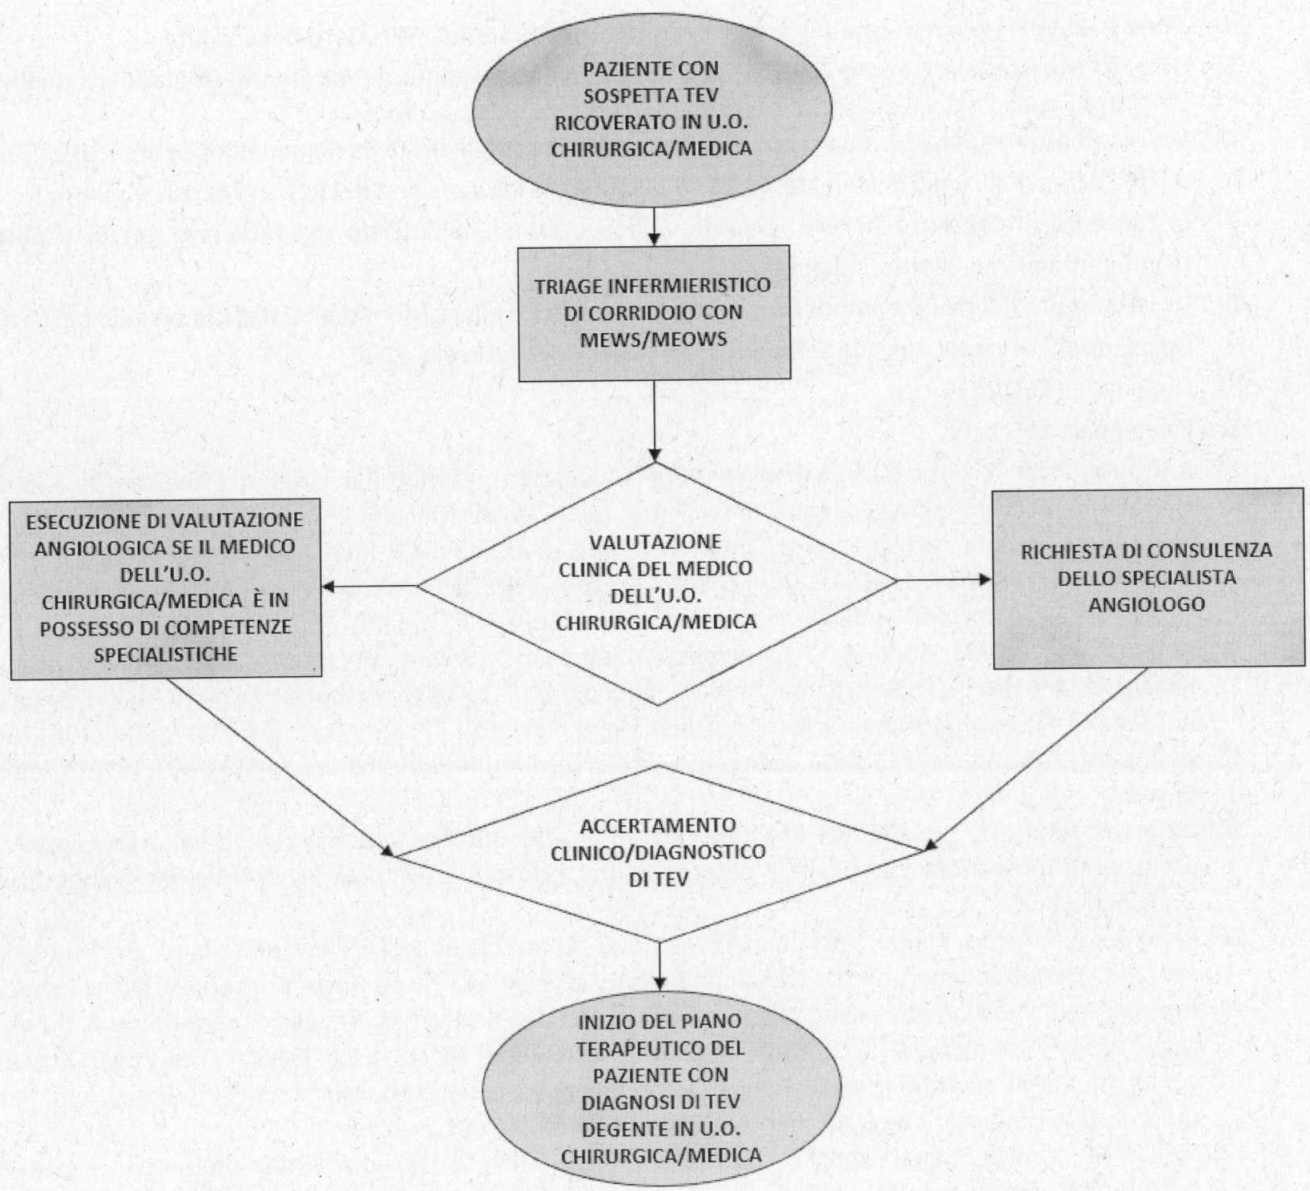 PAZIENTE CON
SOSPETTA TEV
RICOVERATO IN U.O.
CHIRURGICA/MEDICA
TRIAGE INFERMIERISTICO
DI CORRIDOIO CON
MEWS/MEOWS
ESECUZIONE DI VALUTAZIONE
ANGIOLOGICA SE IL MEDICO
DELL'U.O.
CHIRURGICA/MEDICA È IN
POSSESSO DI COMPETENZE
SPECIALISTICHE
VALUTAZIONE
CLINICA DEL MEDICO
DELL'U.O.
CHIRURGICA/MEDICA
RICHIESTA DI CONSULENZA
DELLO SPECIALISTA
ANGIOLOGO
ACCERTAMENTO
CLINICO/DIAGNOSTICO
DI TEV
INIZIO DEL PIANO
TERAPEUTICO DEL
PAZIENTE CON
DIAGNOSI DI TEV
DEGENTE IN U.O.
CHIRURGICA/MEDICA